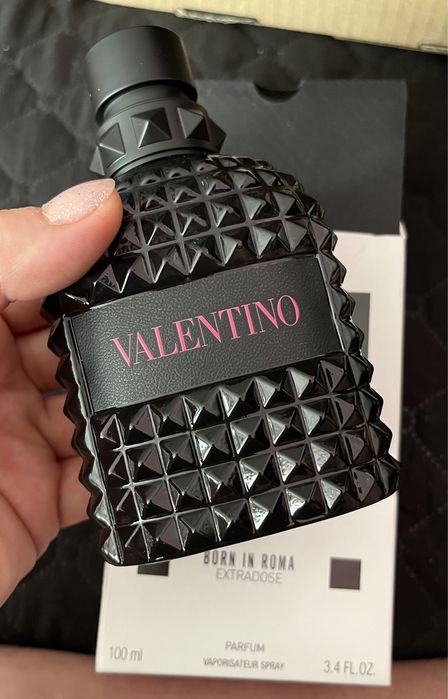 VALENTINO
BORN IN ROMA
EXTRADOSE
PARFUM
100 ml VAPORISATEUR SPRAY 3.4 FL.OZ.